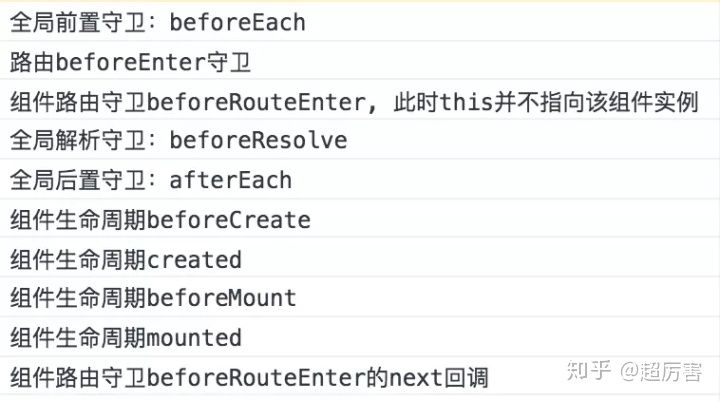 全局前置守卫：beforeEach
路由beforeEnter守卫
组件路由守卫beforeRouteEnter, 此时this并不指向该组件实例
全局解析守卫：beforeResolve
全局后置守卫：afterEach
组件生命周期beforeCreate
组件生命周期created
组件生命周期beforeMount
组件生命周期mounted
组件路由守卫beforeRouteEnter的next回调
知乎 @超厉害